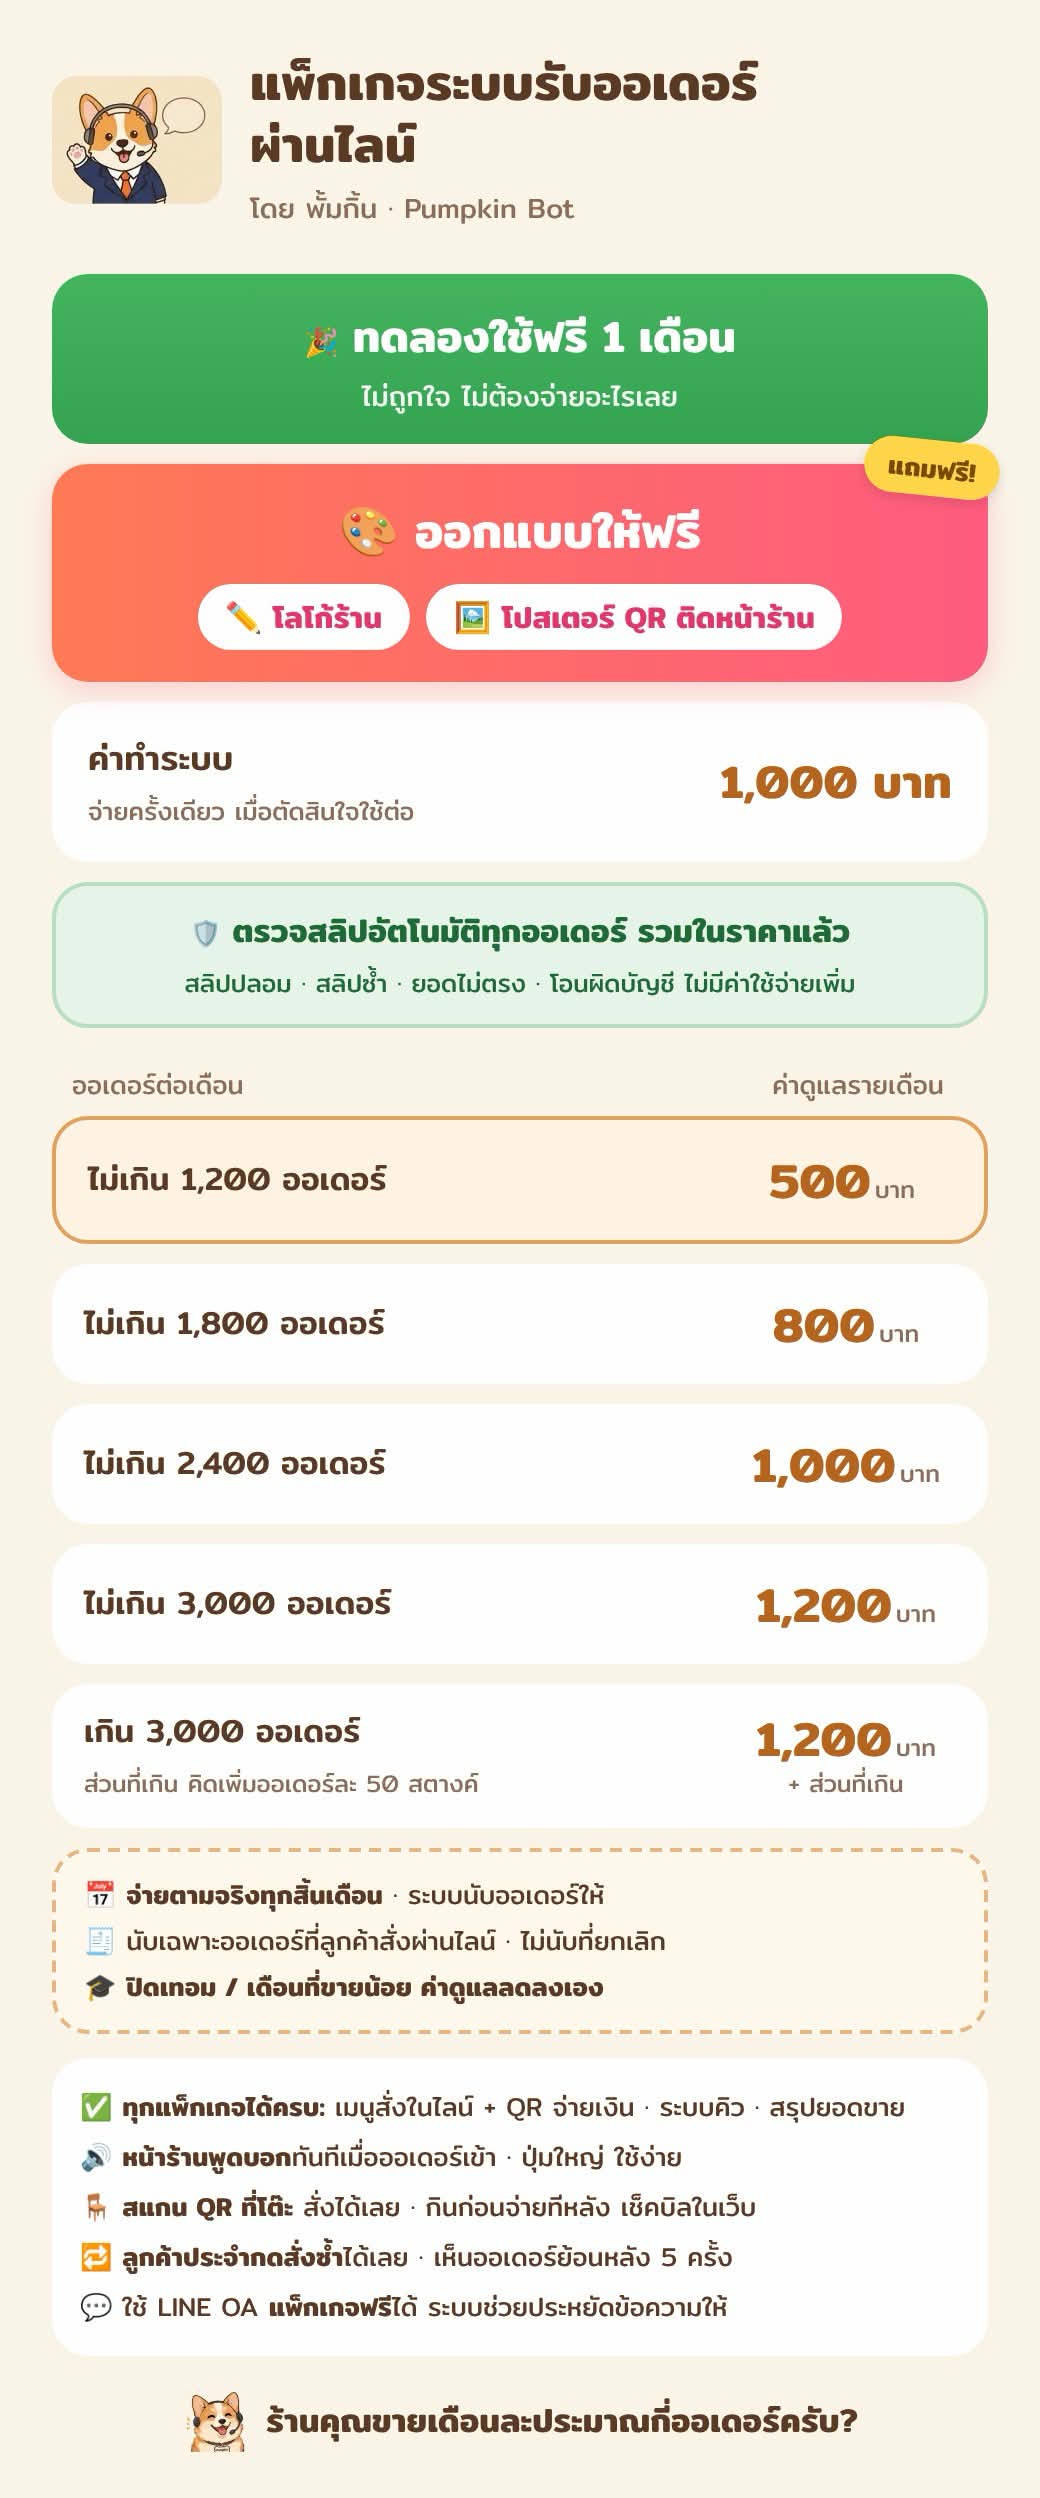 แพ็กเกจระบบรับออเดอร์
ผ่านไลน์
โดย พั้มกิ้น · Pumpkin Bot
🎉 ทดลองใช้ฟรี 1 เดือน
ไม่ถูกใจ ไม่ต้องจ่ายอะไรเลย
แถมฟรี!
🎨 ออกแบบให้ฟรี
✏️ โลโก้ร้าน 🖼️ โปสเตอร์ QR ติดหน้าร้าน
ค่าทำระบบ
1,000 บาท
จ่ายครั้งเดียว เมื่อตัดสินใจใช้ต่อ
🛡️ ตรวจสลิปอัตโนมัติทุกออเดอร์ รวมในราคาแล้ว
สลิปปลอม · สลิปซ้ำ · ยอดไม่ตรง · โอนผิดบัญชี ไม่มีค่าใช้จ่ายเพิ่ม
ออเดอร์ต่อเดือน ค่าดูแลรายเดือน
ไม่เกิน 1,200 ออเดอร์ 500 บาท
ไม่เกิน 1,800 ออเดอร์ 800 บาท
ไม่เกิน 2,400 ออเดอร์ 1,000 บาท
ไม่เกิน 3,000 ออเดอร์ 1,200 บาท
เกิน 3,000 ออเดอร์ 1,200 บาท
ส่วนที่เกิน คิดเพิ่มออเดอร์ละ 50 สตางค์ + ส่วนที่เกิน
📅 จ่ายตามจริงทุกสิ้นเดือน · ระบบนับออเดอร์ให้
🧾 นับเฉพาะออเดอร์ที่ลูกค้าสั่งผ่านไลน์ · ไม่นับที่ยกเลิก
🎓 ปิดเทอม / เดือนที่ขายน้อย ค่าดูแลลดลงเอง
✅ ทุกแพ็กเกจได้ครบ: เมนูสั่งในไลน์ + QR จ่ายเงิน · ระบบคิว · สรุปยอดขาย
🔊 หน้าร้านพูดบอกทันทีเมื่อออเดอร์เข้า · ปุ่มใหญ่ ใช้ง่าย
🪑 สแกน QR ที่โต๊ะ สั่งได้เลย · กินก่อนจ่ายทีหลัง เช็คบิลในเว็บ
🔁 ลูกค้าประจำกดสั่งซ้ำได้เลย · เห็นออเดอร์ย้อนหลัง 5 ครั้ง
💬 ใช้ LINE OA แพ็กเกจฟรีได้ ระบบช่วยประหยัดข้อความให้
ร้านคุณขายเดือนละประมาณกี่ออเดอร์ครับ?